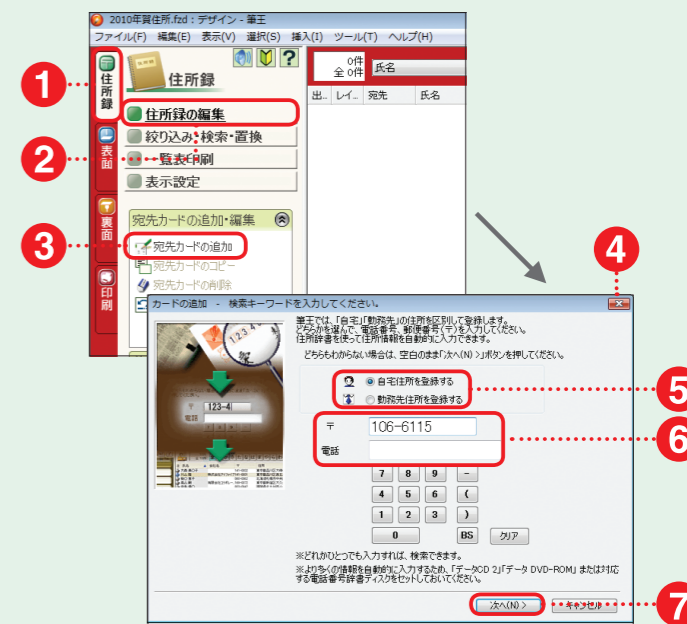 2010年賀住所.fzd : デザイン - 筆王
ファイル(F) 編集(E) 表示(V) 選択(S) 挿入(I) ツール(T) ヘルプ(H)
住所録
表面
裏面
印刷
住所録
?
住所録の編集
絞り込み・検索・置換
一覧表印刷
表示設定
宛先カードの追加・編集
宛先カードの追加
宛先カードのコピー
宛先カードの削除
0件
全 0件
氏名
出... レイ... 宛先 氏名
1
2
3
4
5
6
7
カードの追加 - 検索キーワードを入力してください。
筆王では、「自宅」「勤務先」の住所を区別して登録します。
どちらかを選んで、電話番号、郵便番号(〒)を入力してください。
住所辞書を使って住所情報を自動的に入力できます。
どちらもわからない場合は、空白のまま「次へ(N) >」ボタンを押してください。
自宅住所を登録する
勤務先住所を登録する
〒 123-4
電話
〒 106-6115
電話
7 8 9 -
4 5 6 (
1 2 3 )
0 BS クリア
※どれかひとつでも入力すれば、検索できます。
※より多くの情報を自動的に入力するため、「データCD 2」「データ DVD-ROM」または対応
する電話番号辞書ディスクをセットしておいてください。
次へ(N) > キャンセル